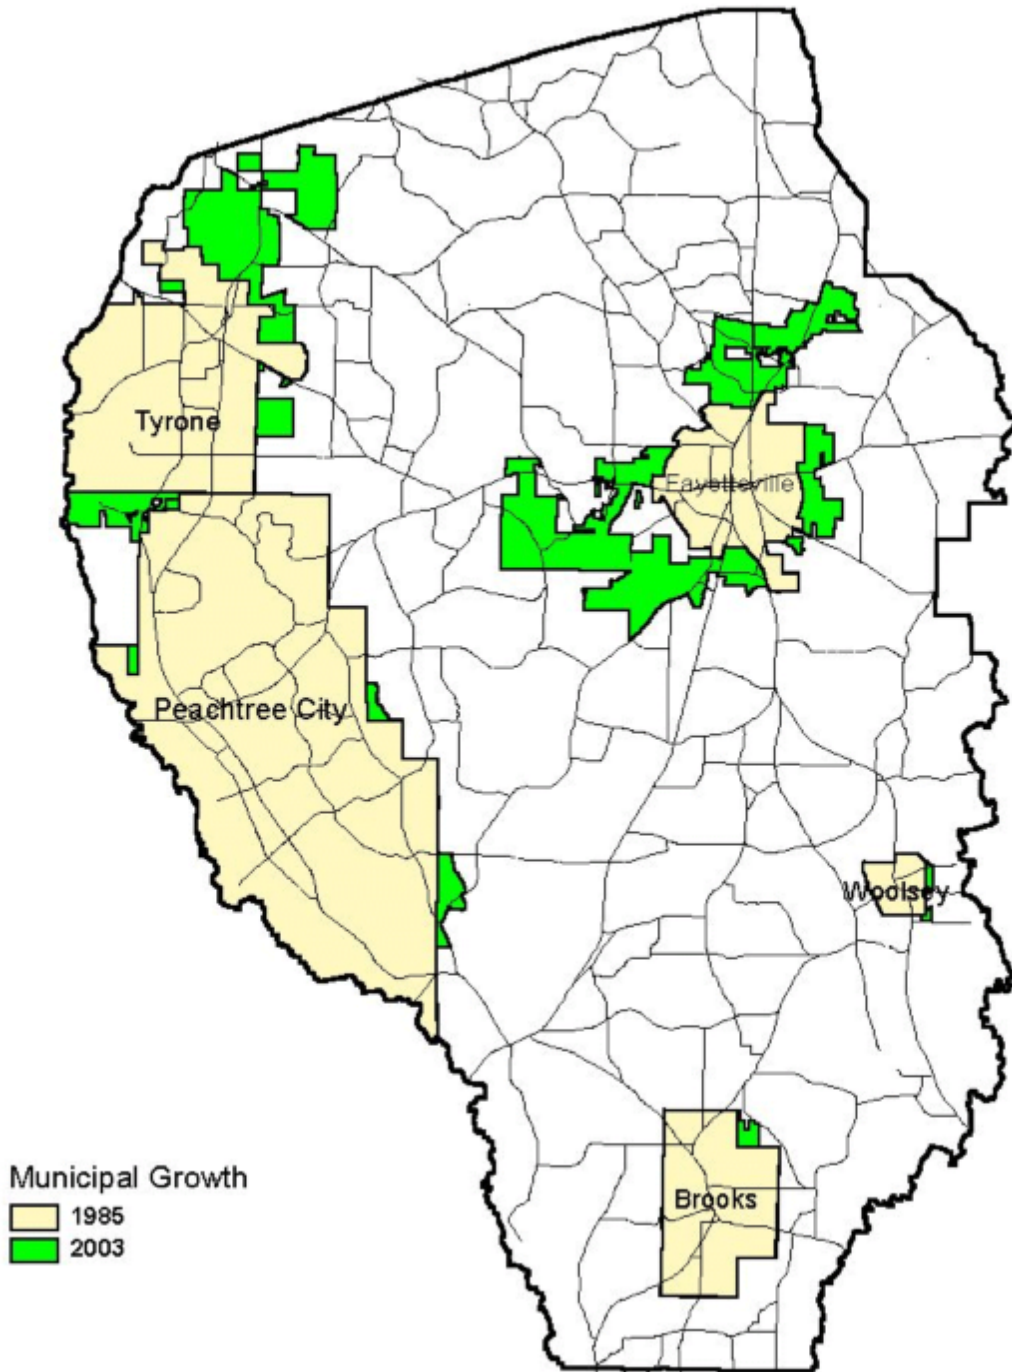 Tyrone
Fayetteville
Peachtree City
Woolsey
Brooks
Municipal Growth
1985
2003